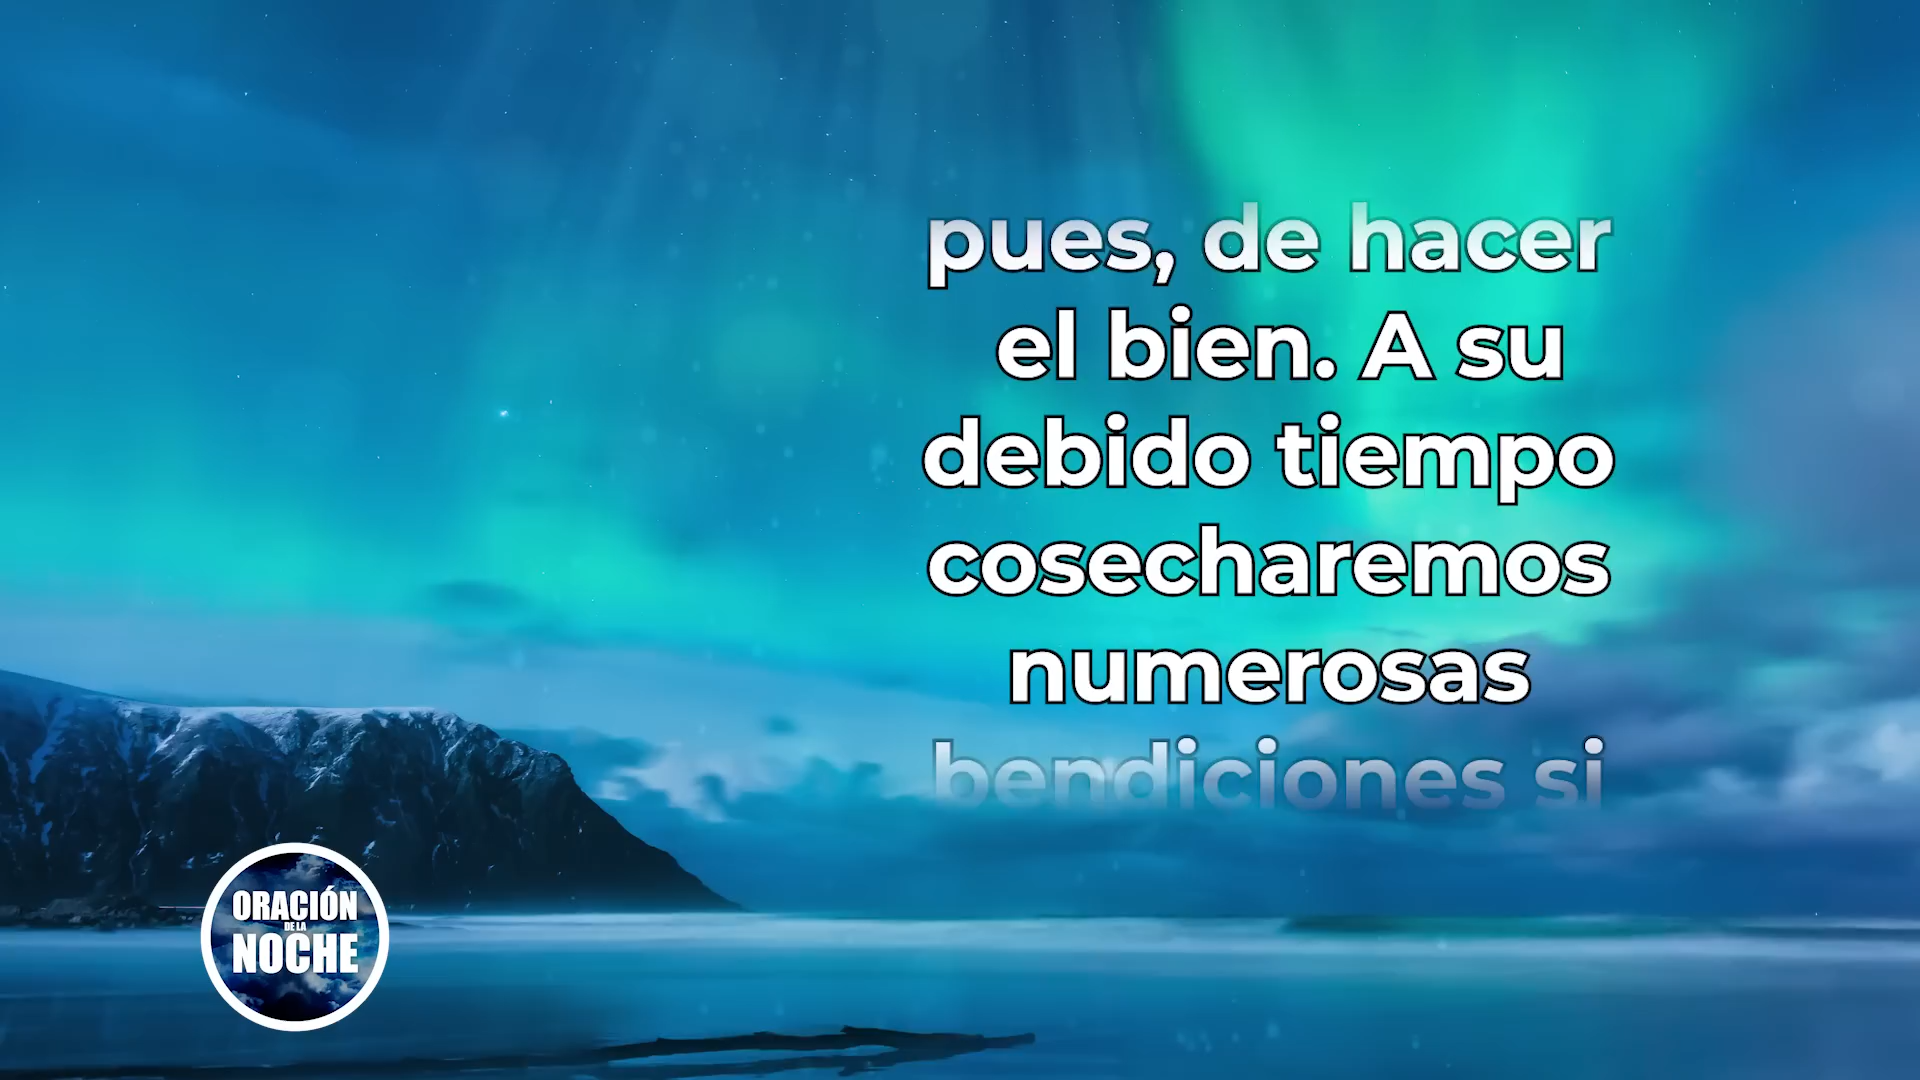 pues, de hacer
el bien. A su
debido tiempo
cosecharemos
numerosas
bendiciones si
ORACIÓN
DE LA
NOCHE